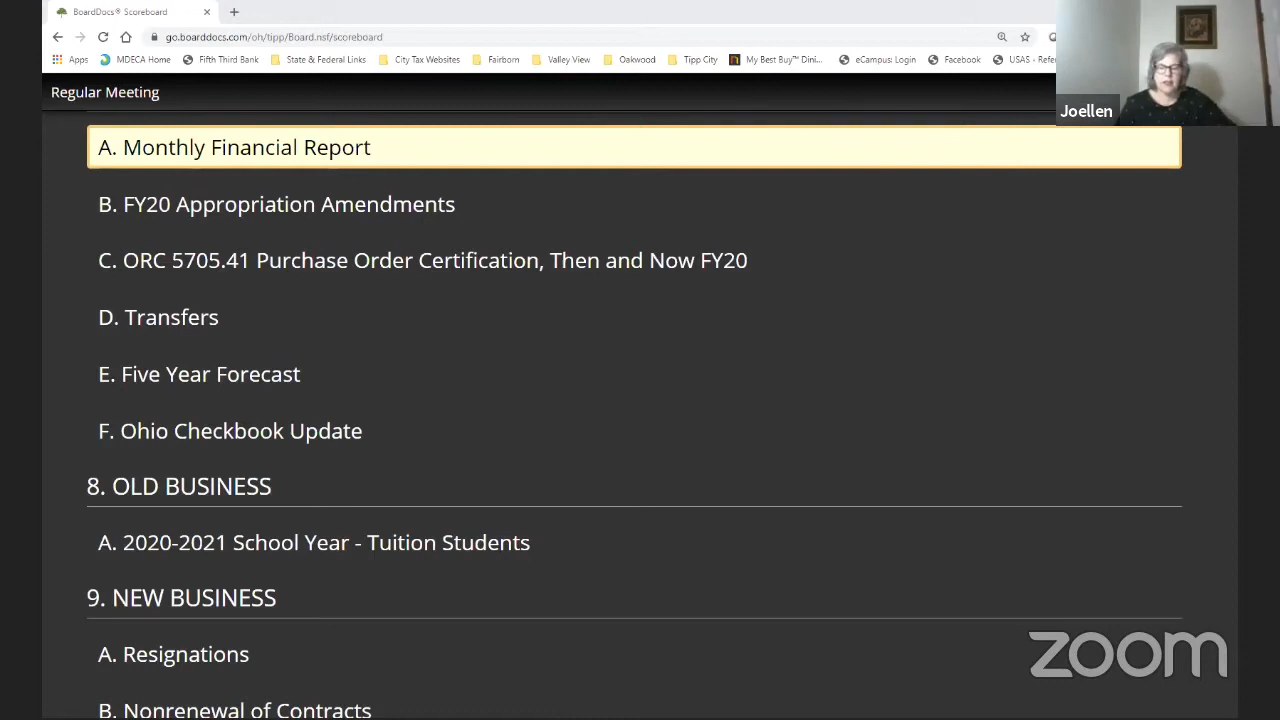 BoardDocs® Scoreboard
go.boarddocs.com/oh/tipp/Board.nsf/scoreboard
Apps MDECA Home Fifth Third Bank State & Federal Links City Tax Websites Fairborn Valley View Oakwood Tipp City My Best Buy™ Dini... eCampus: Login Facebook USAS - Refe
Regular Meeting
Joellen
A. Monthly Financial Report
B. FY20 Appropriation Amendments
C. ORC 5705.41 Purchase Order Certification, Then and Now FY20
D. Transfers
E. Five Year Forecast
F. Ohio Checkbook Update
8. OLD BUSINESS
A. 2020-2021 School Year - Tuition Students
9. NEW BUSINESS
A. Resignations
B. Nonrenewal of Contracts
zoom